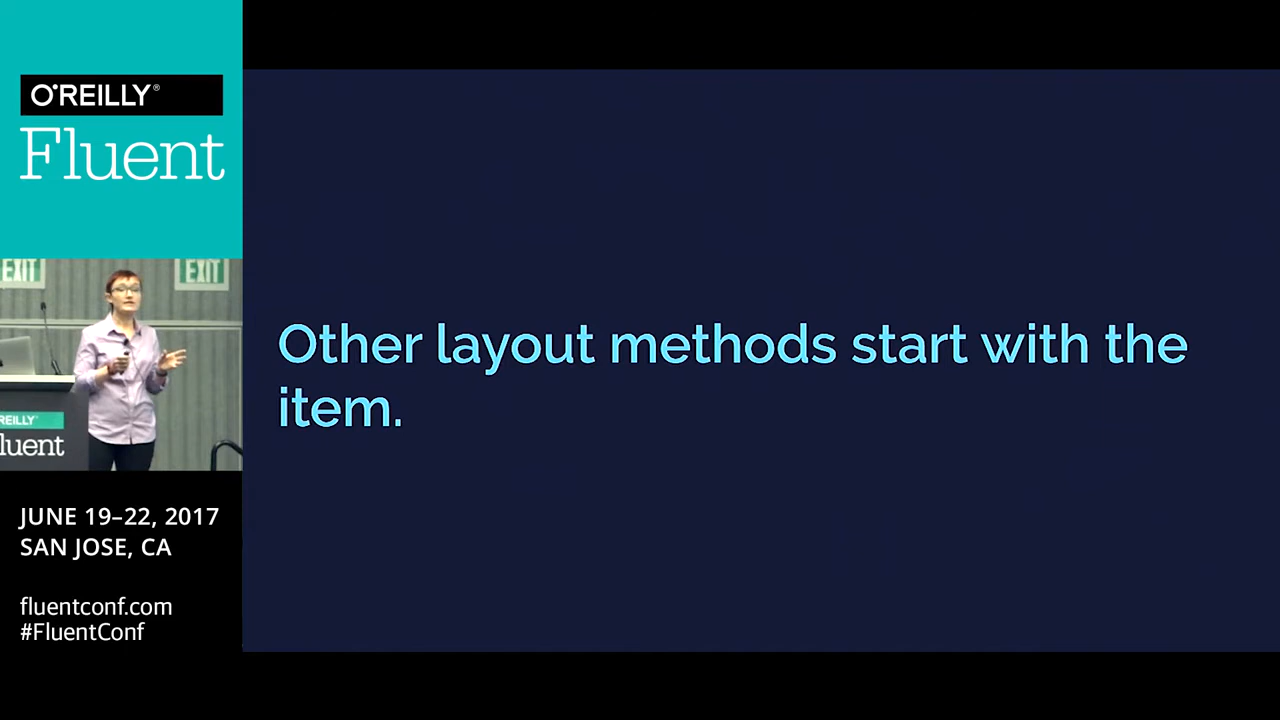 O'REILLY®
Fluent
EXIT
EXIT
REILLY
luent
JUNE 19–22, 2017
SAN JOSE, CA
fluentconf.com
#FluentConf
Other layout methods start with the
item.